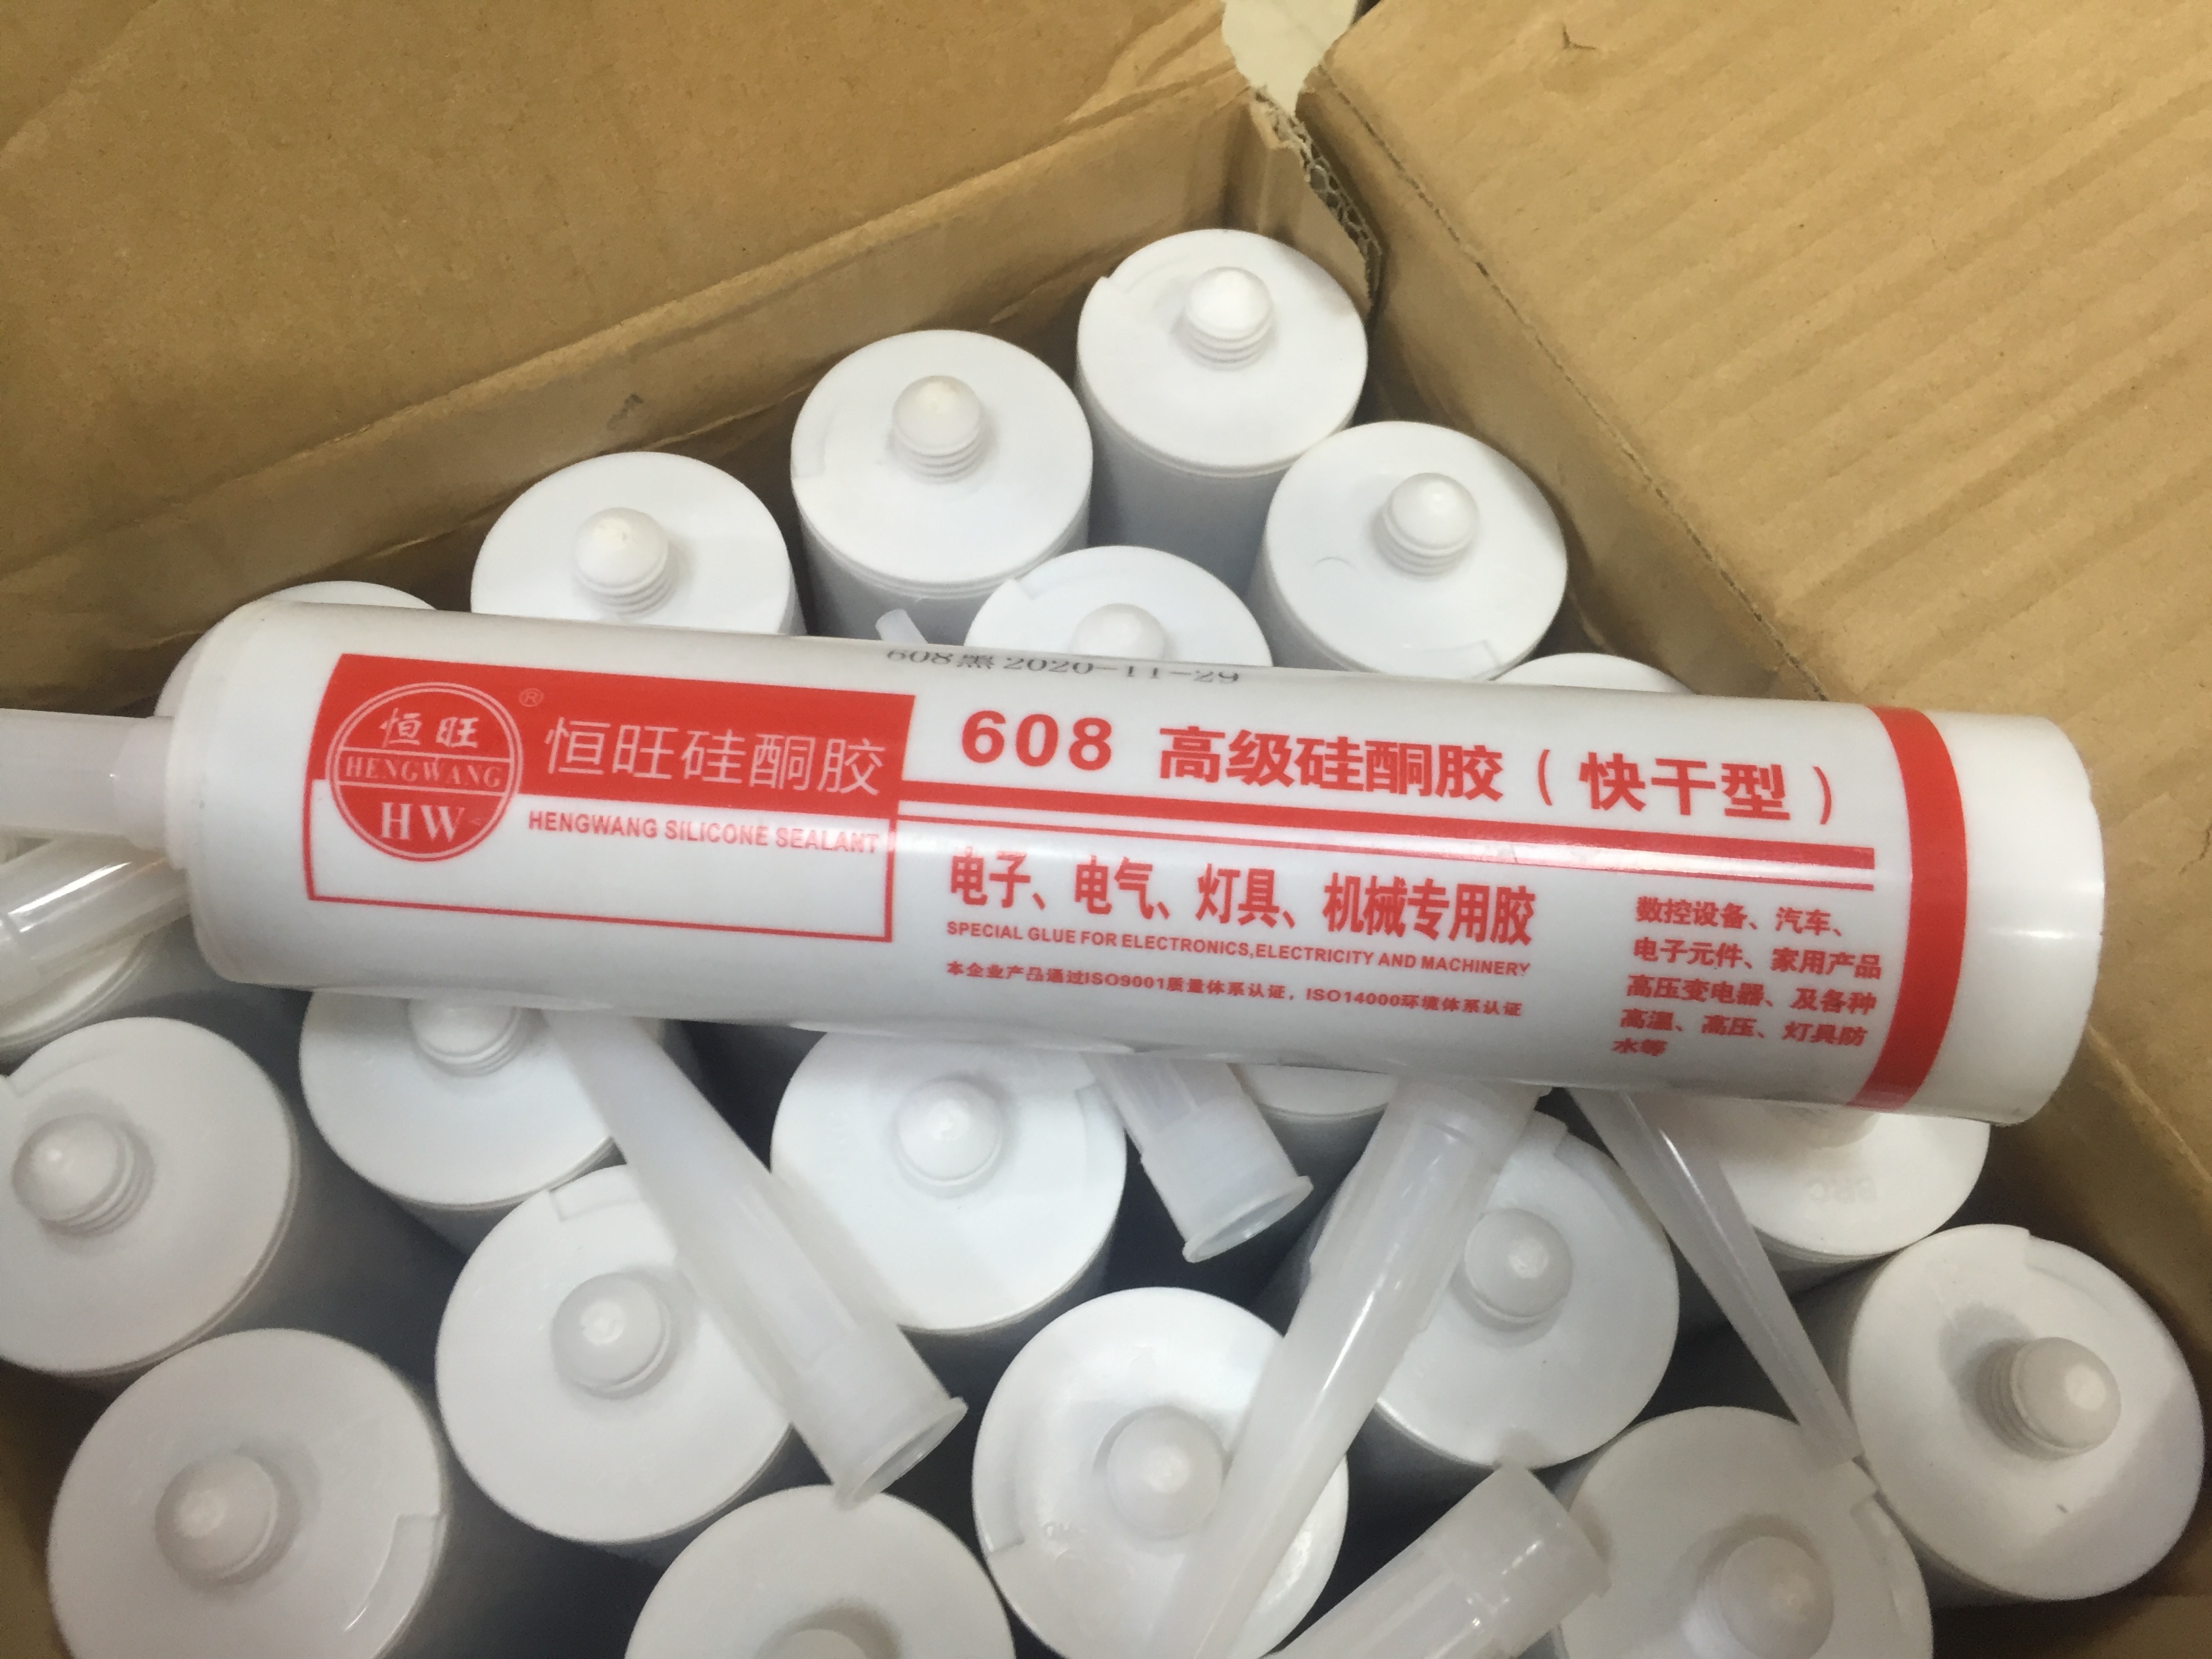 608黑 2020-11-29
恒旺
HENGWANG
HW
®
恒旺硅酮胶
HENGWANG SILICONE SEALANT
608 高级硅酮胶（快干型）
电子、电气、灯具、机械专用胶
SPECIAL GLUE FOR ELECTRONICS,ELECTRICITY AND MACHINERY
本企业产品通过ISO9001质量体系认证，ISO14000环境体系认证
数控设备、汽车、
电子元件、家用产品
高压变电器、及各种
高温、高压、灯具防
水等